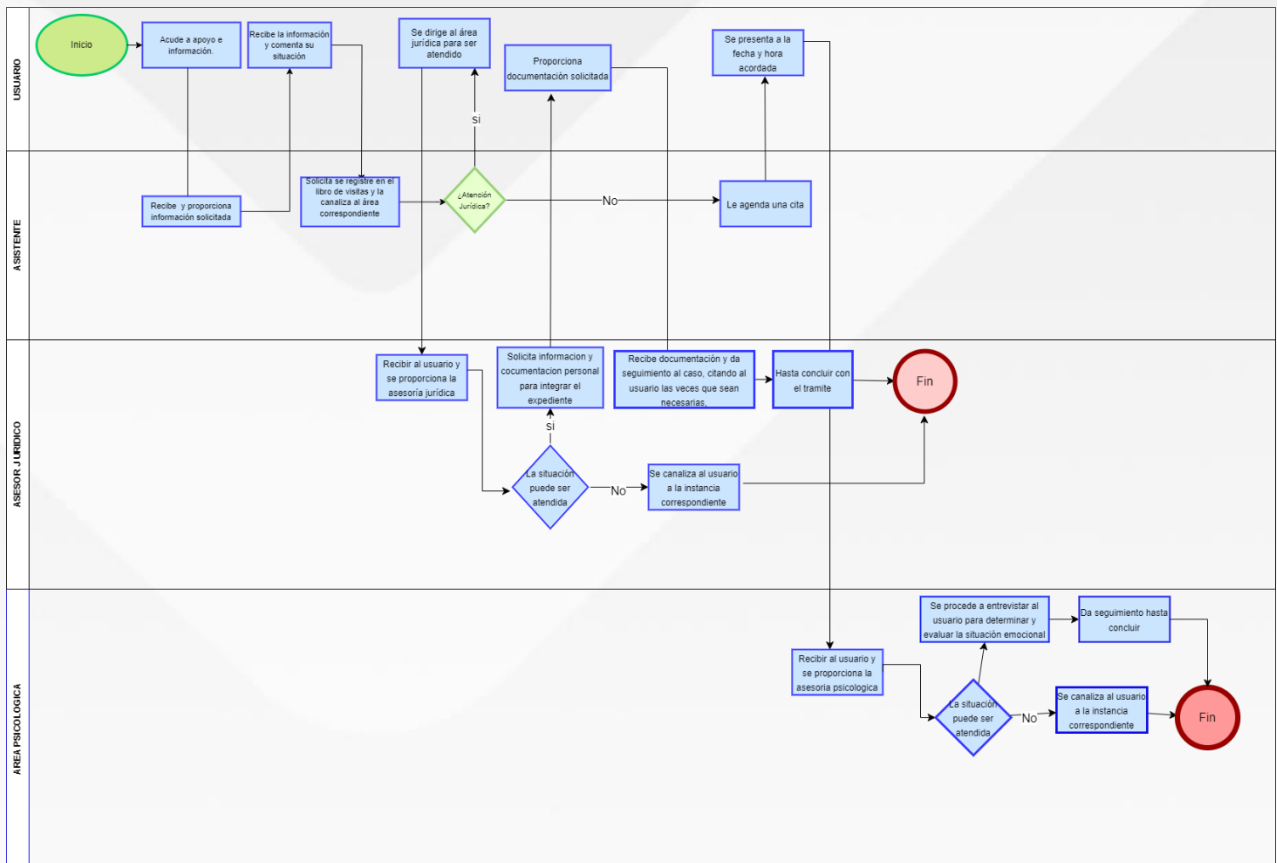 USUARIO
Inicio
Acude a apoyo e
información.
Recibe la información
y comenta su
situación
Se dirige al área
jurídica para ser
atendido
Proporciona
documentación solicitada
Se presenta a la
fecha y hora
acordada
si
ASISTENTE
Recibe y proporciona
información solicitada
Solicita se registre en el
libro de visitas y la
canaliza al área
correspondiente
¿Atención
Jurídica?
No
Le agenda una cita
ASESOR JURIDICO
Recibir al usuario y
se proporciona la
asesoría jurídica
Solicita informacion y
cocumentacion personal
para integrar el
expediente
Recibe documentación y da
seguimiento al caso, citando al
usuario las veces que sean
necesarias,
Hasta concluir con
el tramite
Fin
si
La situación
puede ser
atendida
No
Se canaliza al usuario
a la instancia
correspondiente
AREA PSICOLOGICA
Recibir al usuario y
se proporciona la
asesoria psicologica
Se procede a entrevistar al
usuario para determinar y
evaluar la situación emocional
Da seguimiento hasta
concluir
La situación
puede ser
atendida
No
Se canaliza al usuario
a la instancia
correspondiente
Fin